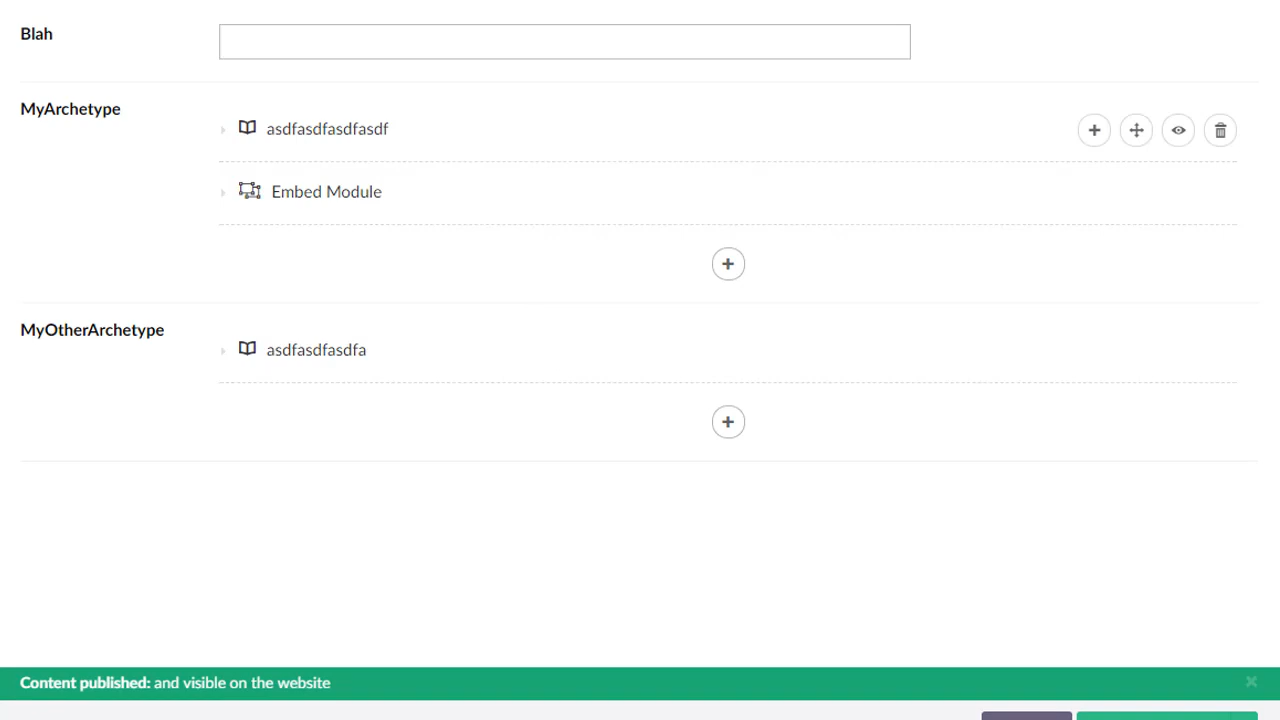 Blah
MyArchetype
asdfasdfasdfasdf
Embed Module
MyOtherArchetype
asdfasdfasdfa
Content published: and visible on the website